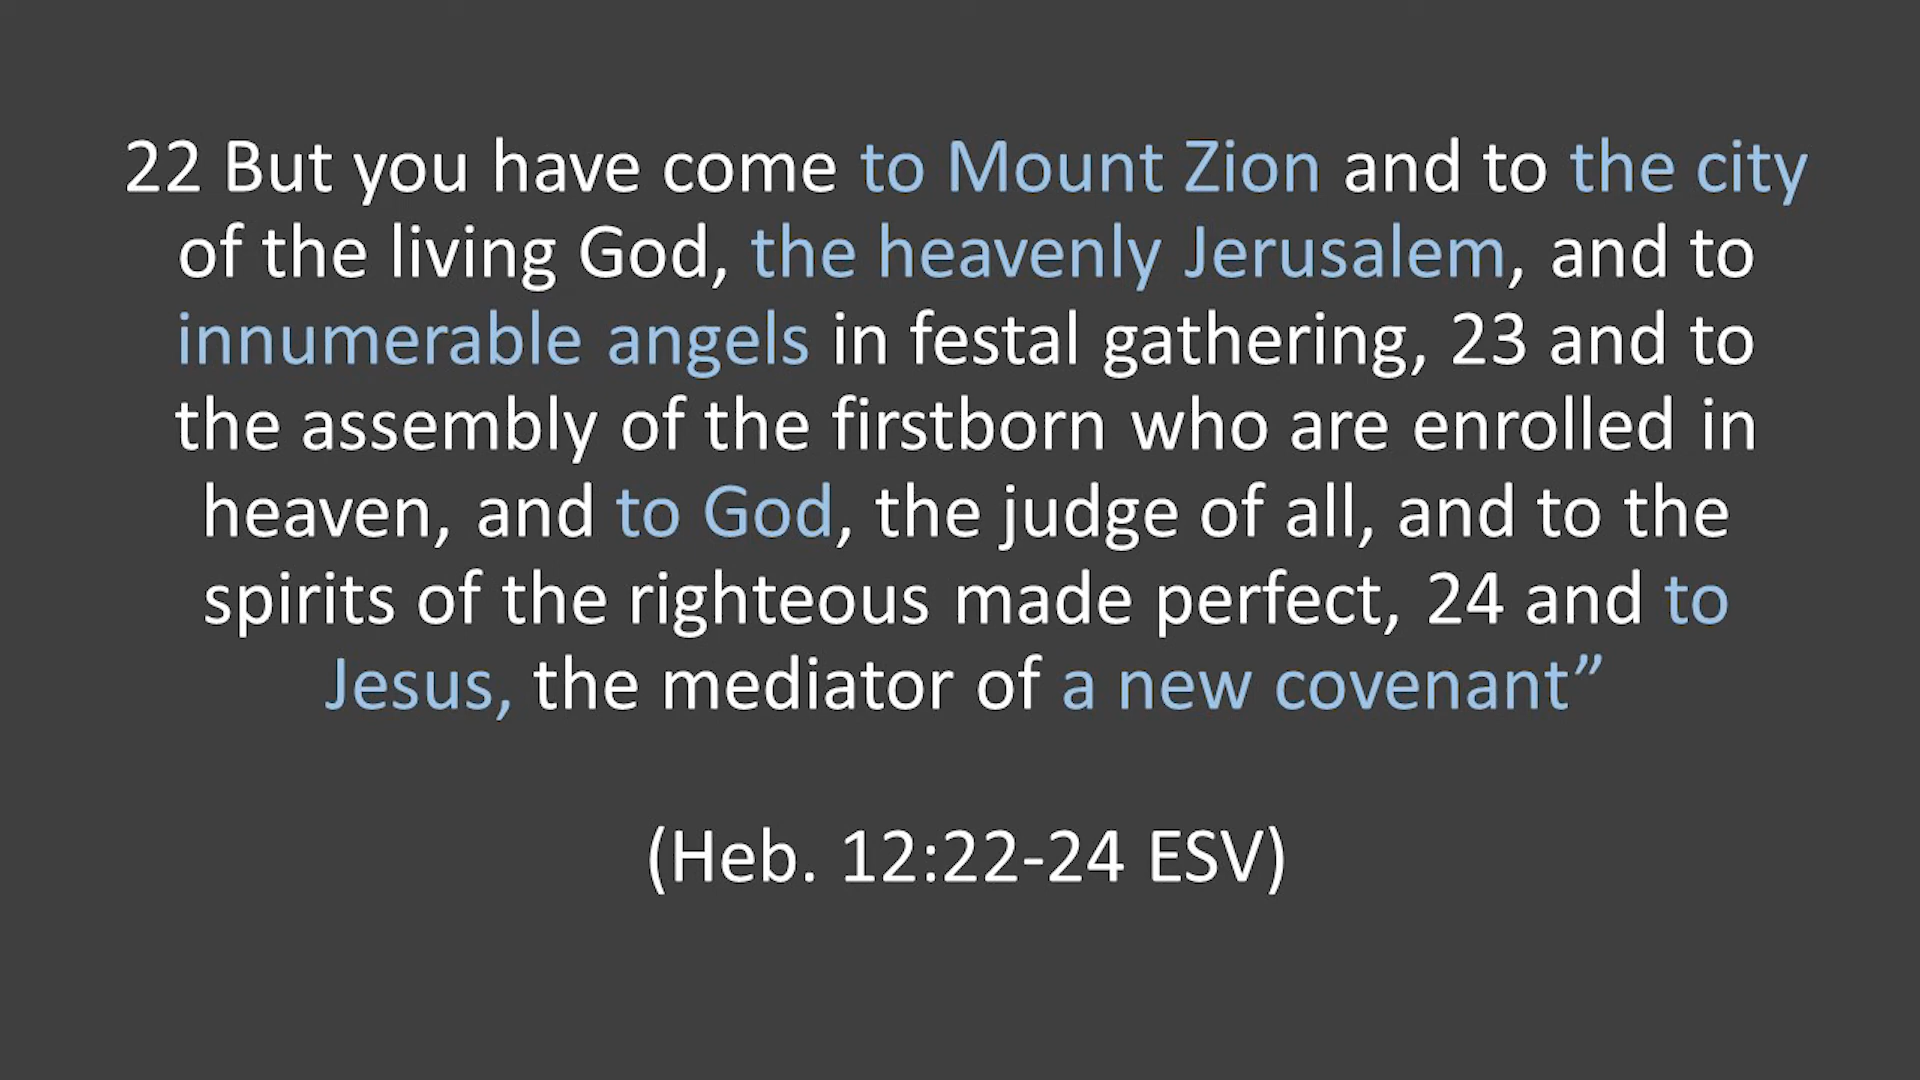 22 But you have come to Mount Zion and to the city
of the living God, the heavenly Jerusalem, and to
innumerable angels in festal gathering, 23 and to
the assembly of the firstborn who are enrolled in
heaven, and to God, the judge of all, and to the
spirits of the righteous made perfect, 24 and to
Jesus, the mediator of a new covenant”
(Heb. 12:22-24 ESV)